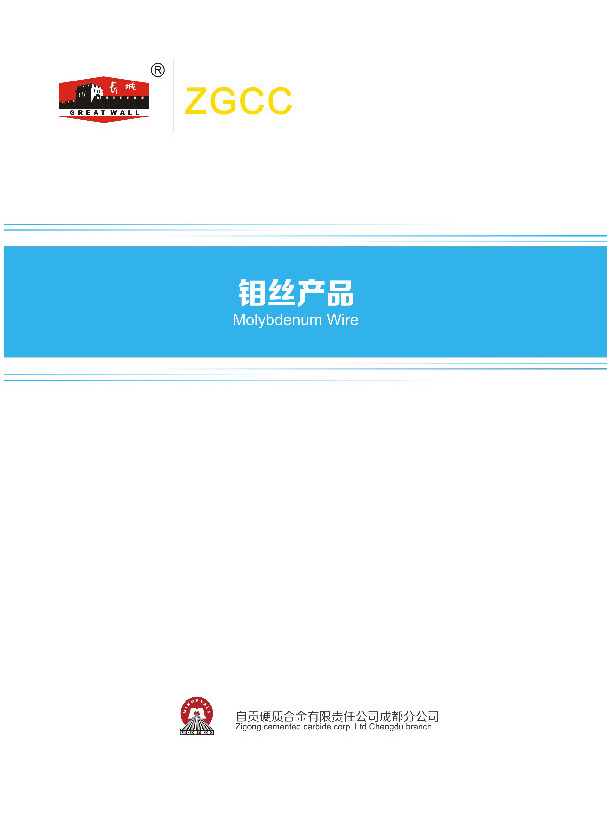 长城
®
GREAT WALL
ZGCC
钼丝产品
Molybdenum Wire
MINMETALS
自贡硬质合金有限责任公司成都分公司
Zigong cemented carbide corp. Ltd Chengdu branch